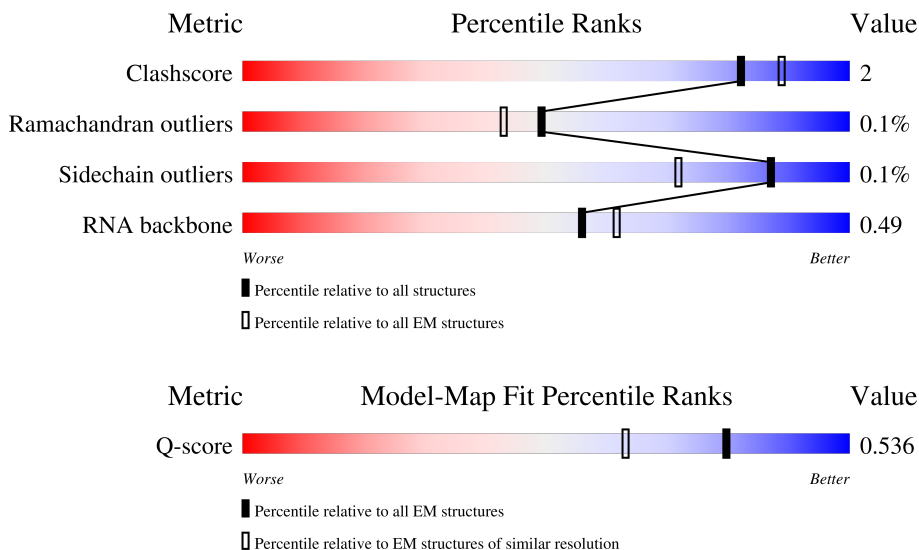 Metric Percentile Ranks Value
Clashscore 2
Ramachandran outliers 0.1%
Sidechain outliers 0.1%
RNA backbone 0.49
Worse Better
Percentile relative to all structures
Percentile relative to all EM structures
Metric Model-Map Fit Percentile Ranks Value
Q-score 0.536
Worse Better
Percentile relative to all EM structures
Percentile relative to EM structures of similar resolution